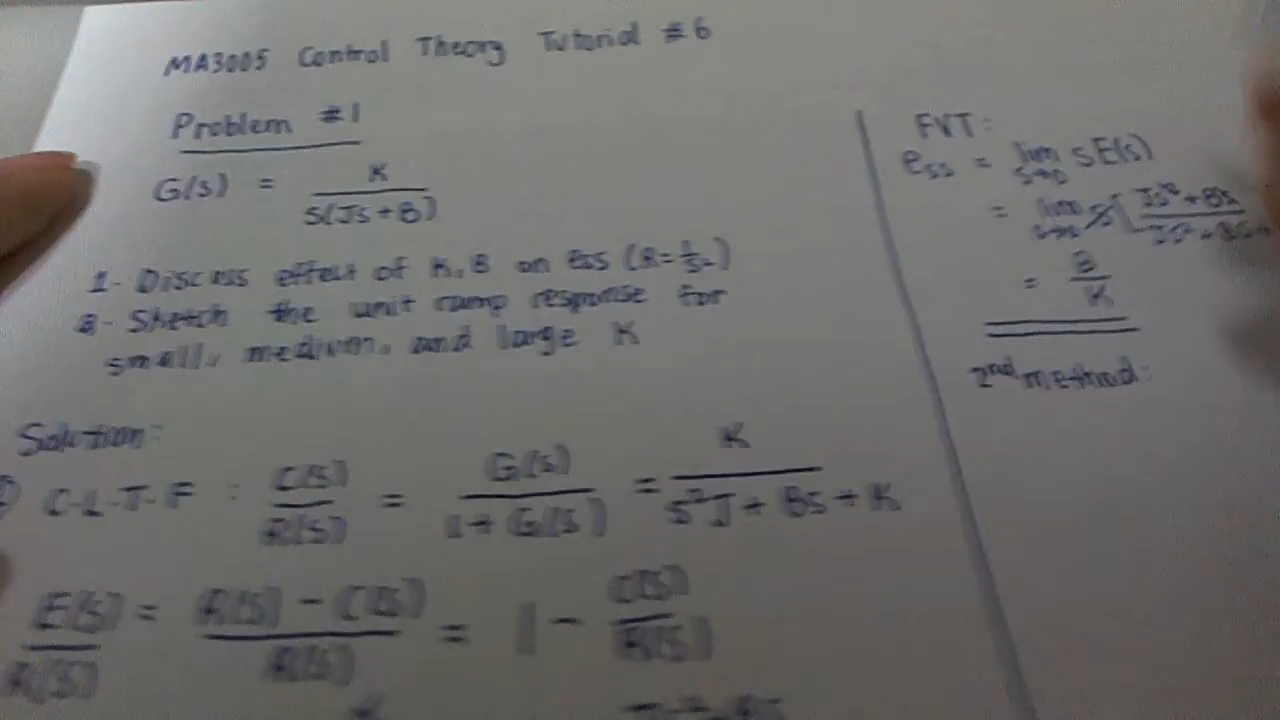 MA3005 Control Theory Tutorial #6
Problem #1
G(s) = K / S(Js+B)
1. Discuss effect of K, B on ess (R=1/s²)
2. Sketch the unit ramp response for
small, medium, and large K
Solution:
C.L.T.F : C(s)/R(s) = G(s)/(1+G(s)) = K/(s²J + Bs + K)
E(s)/R(s) = (R(s) - C(s))/R(s) = 1 - C(s)/R(s)
K
FVT:
ess = lim s→0 SE(s)
= lim s→0
= B/K
2nd method: